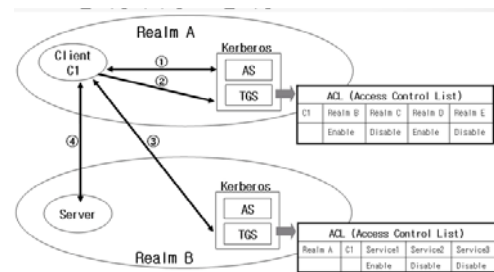 Realm A
Client
C1
①
②
Kerberos
AS
TGS
ACL (Access Control List)
C1 Realm B Realm C Realm D Realm E
Enable Disable Enable Disable
④
③
Server
Kerberos
AS
TGS
Realm B
ACL (Access Control List)
Realm A C1 Service1 Service2 Service3
Enable Disable Disable